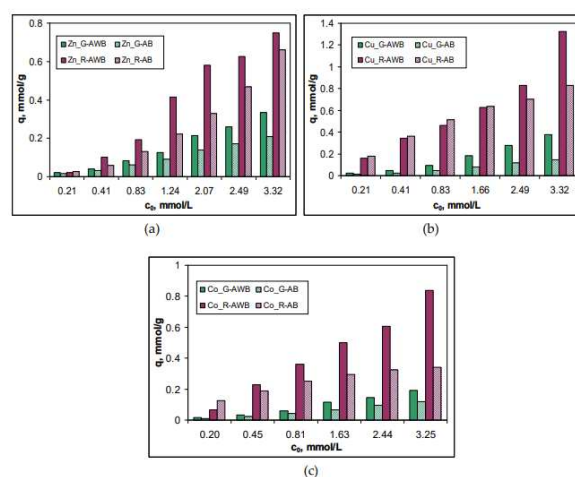 0.8
0.6
0.4
0.2
0
q, mmol/g
Zn_G-AWB Zn_G-AB
Zn_R-AWB Zn_R-AB
0.21 0.41 0.83 1.24 2.07 2.49 3.32
c₀, mmol/L
(a)
1.4
1.2
1
0.8
0.6
0.4
0.2
0
q, mmol/g
Cu_G-AWB Cu_G-AB
Cu_R-AWB Cu_R-AB
0.21 0.41 0.83 1.66 2.49 3.32
c₀, mmol/L
(b)
1
0.8
0.6
0.4
0.2
0
q, mmol/g
Co_G-AWB Co_G-AB
Co_R-AWB Co_R-AB
0.20 0.45 0.81 1.63 2.44 3.25
c₀, mmol/L
(c)